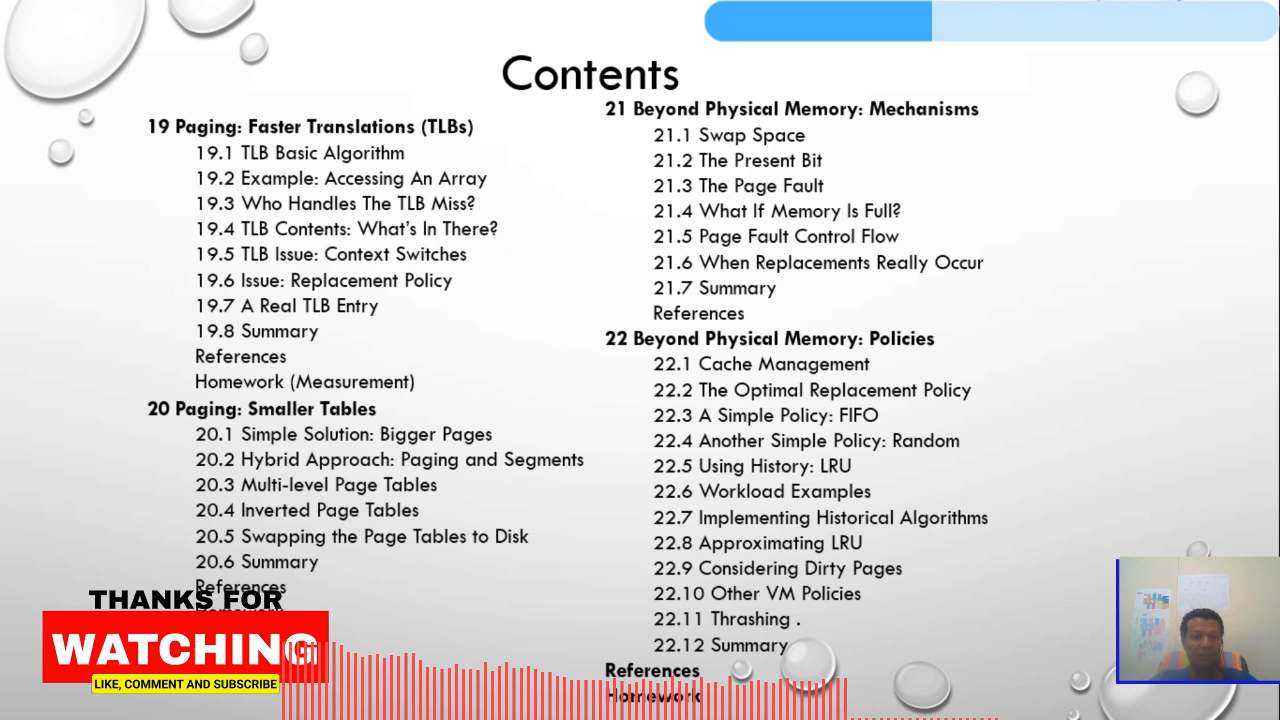 Contents
19 Paging: Faster Translations (TLBs)
19.1 TLB Basic Algorithm
19.2 Example: Accessing An Array
19.3 Who Handles The TLB Miss?
19.4 TLB Contents: What's In There?
19.5 TLB Issue: Context Switches
19.6 Issue: Replacement Policy
19.7 A Real TLB Entry
19.8 Summary
References
Homework (Measurement)
20 Paging: Smaller Tables
20.1 Simple Solution: Bigger Pages
20.2 Hybrid Approach: Paging and Segments
20.3 Multi-level Page Tables
20.4 Inverted Page Tables
20.5 Swapping the Page Tables to Disk
20.6 Summary
References
Homework
21 Beyond Physical Memory: Mechanisms
21.1 Swap Space
21.2 The Present Bit
21.3 The Page Fault
21.4 What If Memory Is Full?
21.5 Page Fault Control Flow
21.6 When Replacements Really Occur
21.7 Summary
References
22 Beyond Physical Memory: Policies
22.1 Cache Management
22.2 The Optimal Replacement Policy
22.3 A Simple Policy: FIFO
22.4 Another Simple Policy: Random
22.5 Using History: LRU
22.6 Workload Examples
22.7 Implementing Historical Algorithms
22.8 Approximating LRU
22.9 Considering Dirty Pages
22.10 Other VM Policies
22.11 Thrashing .
22.12 Summary
References
Homework
THANKS FOR
WATCHING
LIKE, COMMENT AND SUBSCRIBE